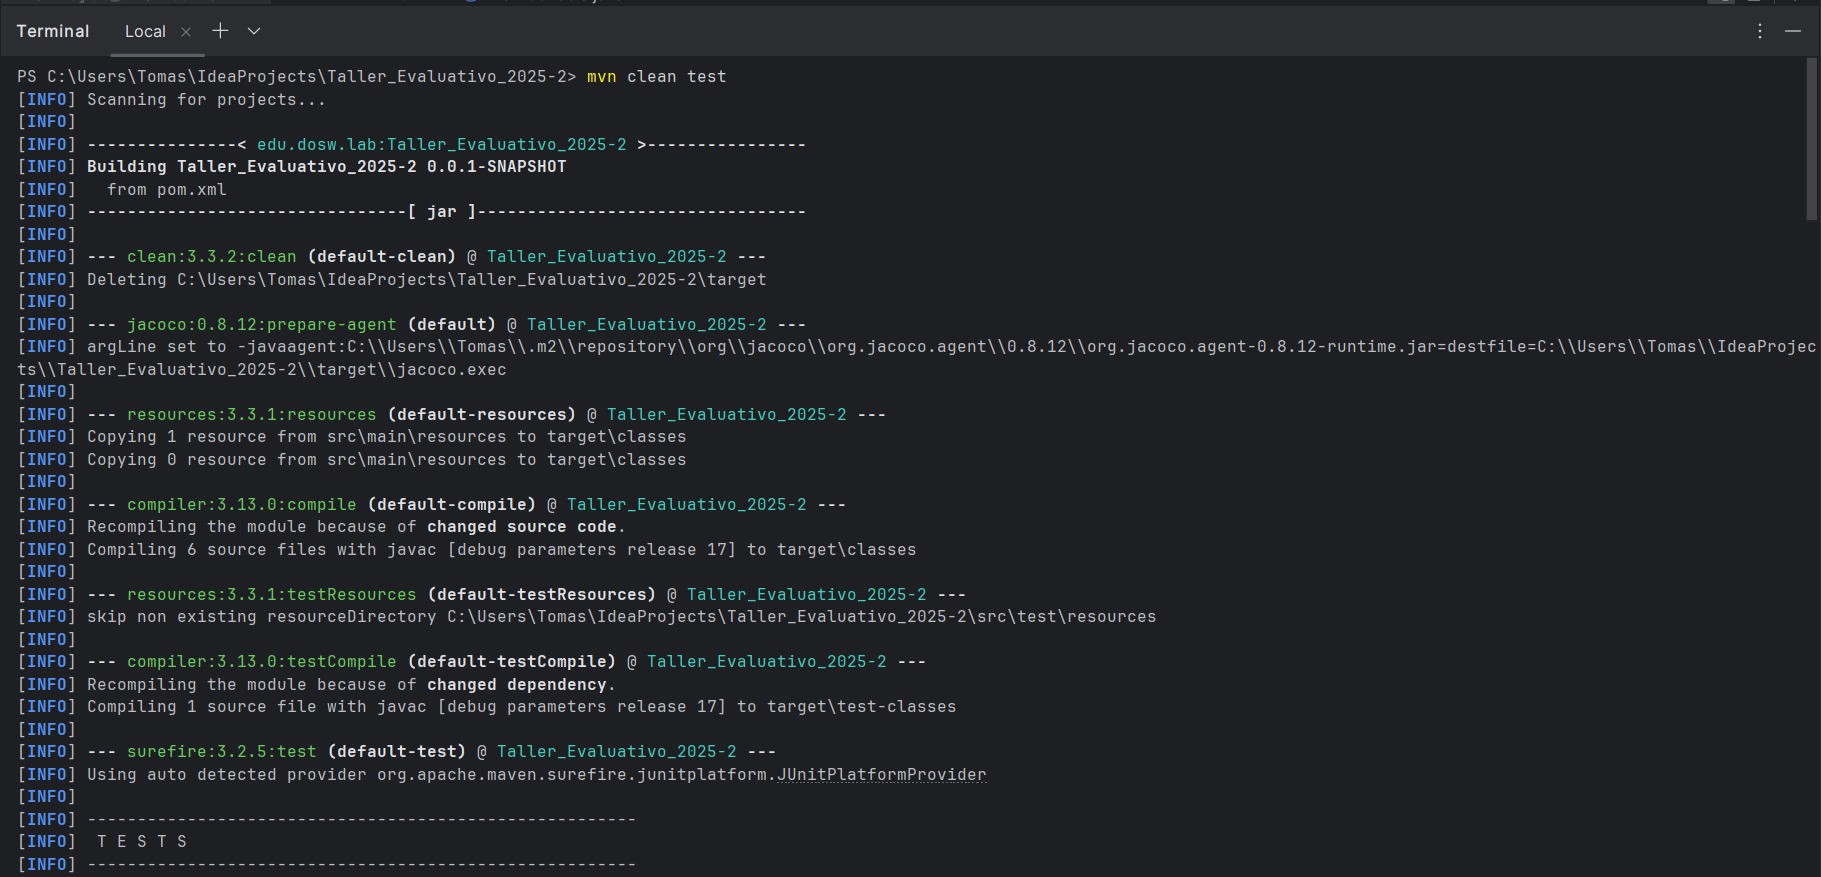 Terminal Local
PS C:\Users\Tomas\IdeaProjects\Taller_Evaluativo_2025-2> mvn clean test
[INFO] Scanning for projects...
[INFO]
[INFO] ---------------< edu.dosw.lab:Taller_Evaluativo_2025-2 >----------------
[INFO] Building Taller_Evaluativo_2025-2 0.0.1-SNAPSHOT
[INFO]   from pom.xml
[INFO] --------------------------------[ jar ]---------------------------------
[INFO]
[INFO] --- clean:3.3.2:clean (default-clean) @ Taller_Evaluativo_2025-2 ---
[INFO] Deleting C:\Users\Tomas\IdeaProjects\Taller_Evaluativo_2025-2\target
[INFO]
[INFO] --- jacoco:0.8.12:prepare-agent (default) @ Taller_Evaluativo_2025-2 ---
[INFO] argLine set to -javaagent:C:\\Users\\Tomas\\.m2\\repository\\org\\jacoco\\org.jacoco.agent\\0.8.12\\org.jacoco.agent-0.8.12-runtime.jar=destfile=C:\\Users\\Tomas\\IdeaProjec
ts\\Taller_Evaluativo_2025-2\\target\\jacoco.exec
[INFO]
[INFO] --- resources:3.3.1:resources (default-resources) @ Taller_Evaluativo_2025-2 ---
[INFO] Copying 1 resource from src\main\resources to target\classes
[INFO] Copying 0 resource from src\main\resources to target\classes
[INFO]
[INFO] --- compiler:3.13.0:compile (default-compile) @ Taller_Evaluativo_2025-2 ---
[INFO] Recompiling the module because of changed source code.
[INFO] Compiling 6 source files with javac [debug parameters release 17] to target\classes
[INFO]
[INFO] --- resources:3.3.1:testResources (default-testResources) @ Taller_Evaluativo_2025-2 ---
[INFO] skip non existing resourceDirectory C:\Users\Tomas\IdeaProjects\Taller_Evaluativo_2025-2\src\test\resources
[INFO]
[INFO] --- compiler:3.13.0:testCompile (default-testCompile) @ Taller_Evaluativo_2025-2 ---
[INFO] Recompiling the module because of changed dependency.
[INFO] Compiling 1 source file with javac [debug parameters release 17] to target\test-classes
[INFO]
[INFO] --- surefire:3.2.5:test (default-test) @ Taller_Evaluativo_2025-2 ---
[INFO] Using auto detected provider org.apache.maven.surefire.junitplatform.JUnitPlatformProvider
[INFO]
[INFO] -------------------------------------------------------
[INFO]  T E S T S
[INFO] -------------------------------------------------------